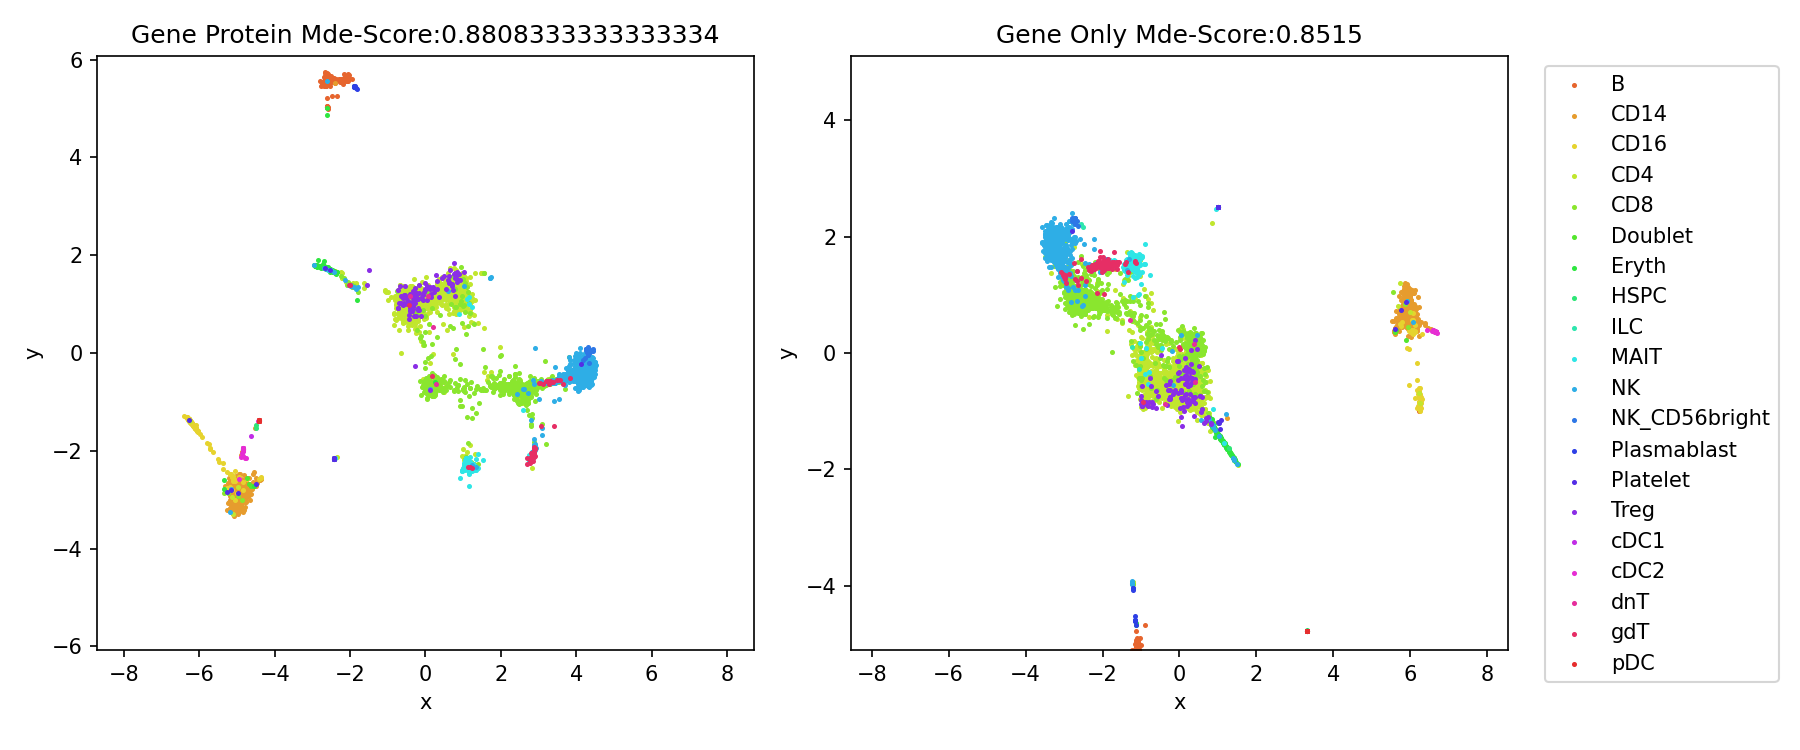 Gene Protein Mde-Score:0.8808333333333334
6
4
2
0
−2
−4
−6
y
−8
−6
−4
−2
0
2
4
6
8
x
Gene Only Mde-Score:0.8515
4
2
0
−2
−4
y
−8
−6
−4
−2
0
2
4
6
8
x
B
CD14
CD16
CD4
CD8
Doublet
Eryth
HSPC
ILC
MAIT
NK
NK_CD56bright
Plasmablast
Platelet
Treg
cDC1
cDC2
dnT
gdT
pDC